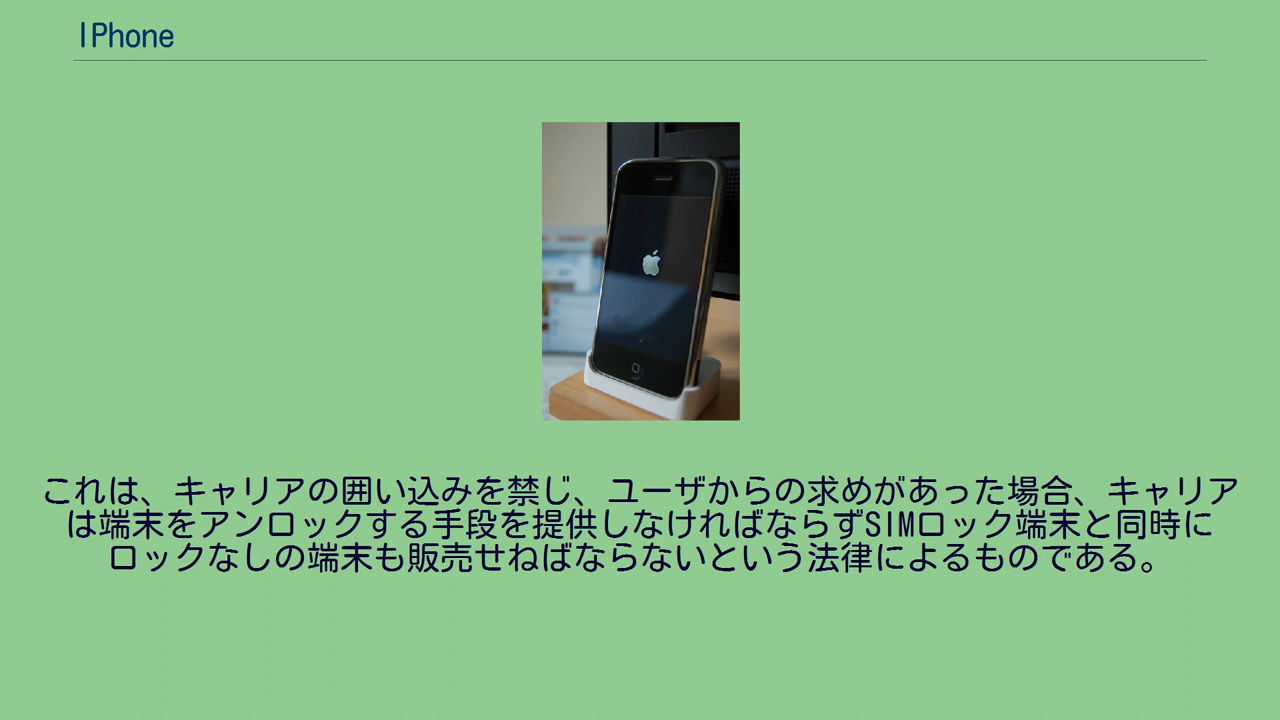 IPhone
これは、キャリアの囲い込みを禁じ、ユーザからの求めがあった場合、キャリア
は端末をアンロックする手段を提供しなければならずSIMロック端末と同時に
ロックなしの端末も販売せねばならないという法律によるものである。